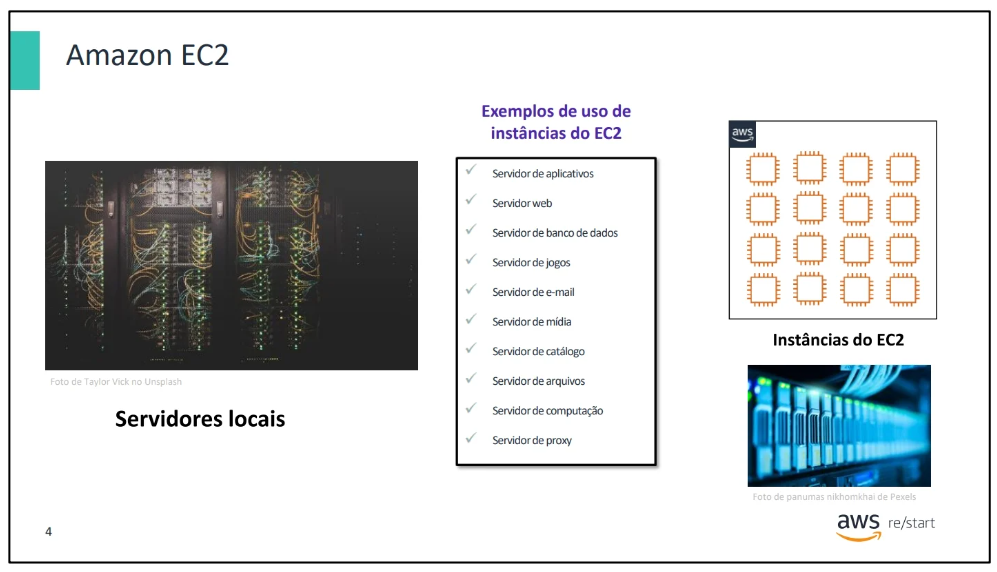 Amazon EC2
Exemplos de uso de
instâncias do EC2
Servidor de aplicativos
Servidor web
Servidor de banco de dados
Servidor de jogos
Servidor de e-mail
Servidor de mídia
Servidor de catálogo
Servidor de arquivos
Servidor de computação
Servidor de proxy
Foto de Taylor Vick no Unsplash
Servidores locais
aws
Instâncias do EC2
Foto de panumas nikhomkhai de Pexels
4
aws re/start